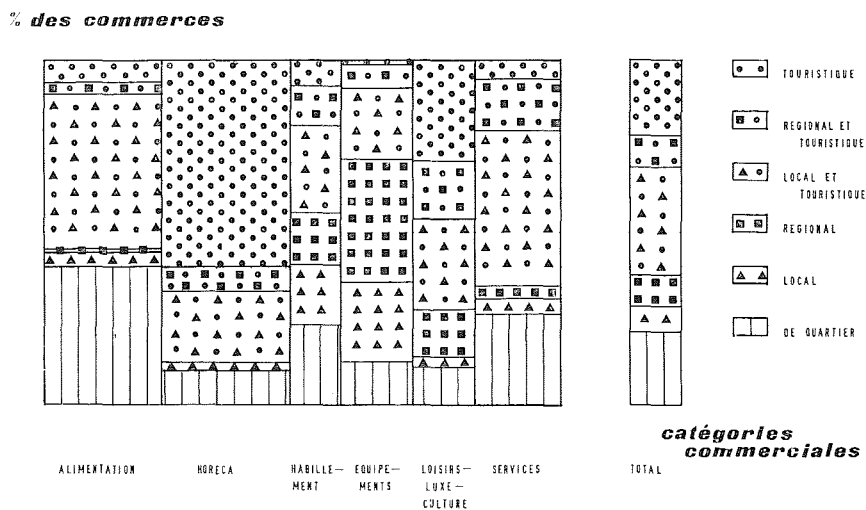 % des commerces
TOURISTIQUE
REGIONAL ET
TOURISTIQUE
LOCAL ET
TOURISTIQUE
REGIONAL
LOCAL
DE QUARTIER
catégories
commerciales
ALIMENTATION
HORECA
HABILLE-
MENT
EQUIPE-
MENTS
LOISIRS-
LUXE-
CULTURE
SERVICES
TOTAL